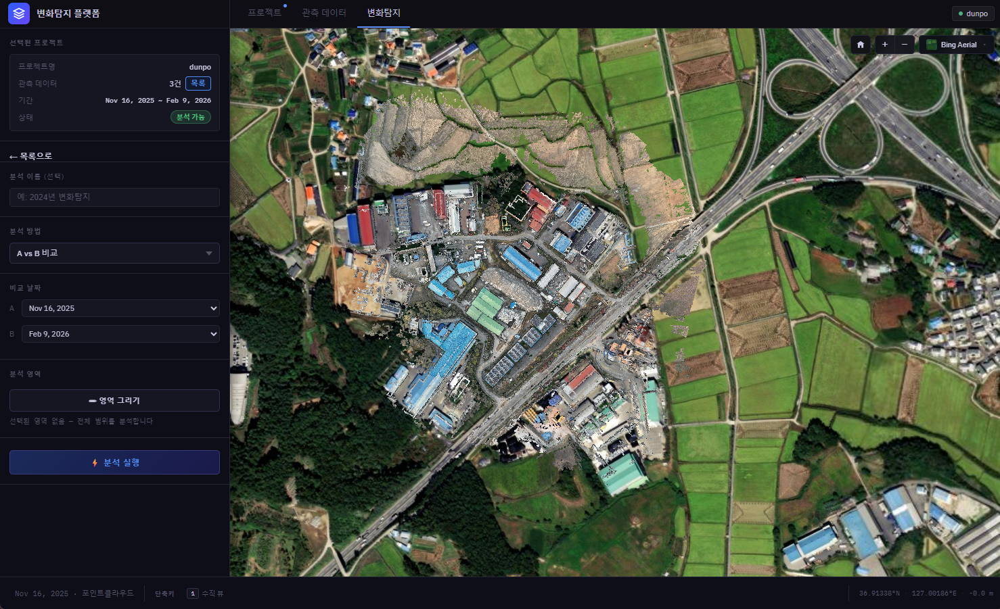 변화탐지 플랫폼
프로젝트
관측 데이터
변화탐지
dunpo
선택된 프로젝트
프로젝트명 dunpo
관측 데이터 3건 목록
기간 Nov 16, 2025 ~ Feb 9, 2026
상태 분석 가능
← 목록으로
분석 이름 (선택)
예: 2024년 변화탐지
분석 방법
A vs B 비교
비교 날짜
A Nov 16, 2025
B Feb 9, 2026
분석 영역
영역 그리기
선택된 영역 없음 — 전체 범위를 분석합니다
분석 실행
+ − Bing Aerial
Nov 16, 2025 · 포인트클라우드
단축키 1 수직 뷰
36.91338°N · 127.00186°E · -0.0 m